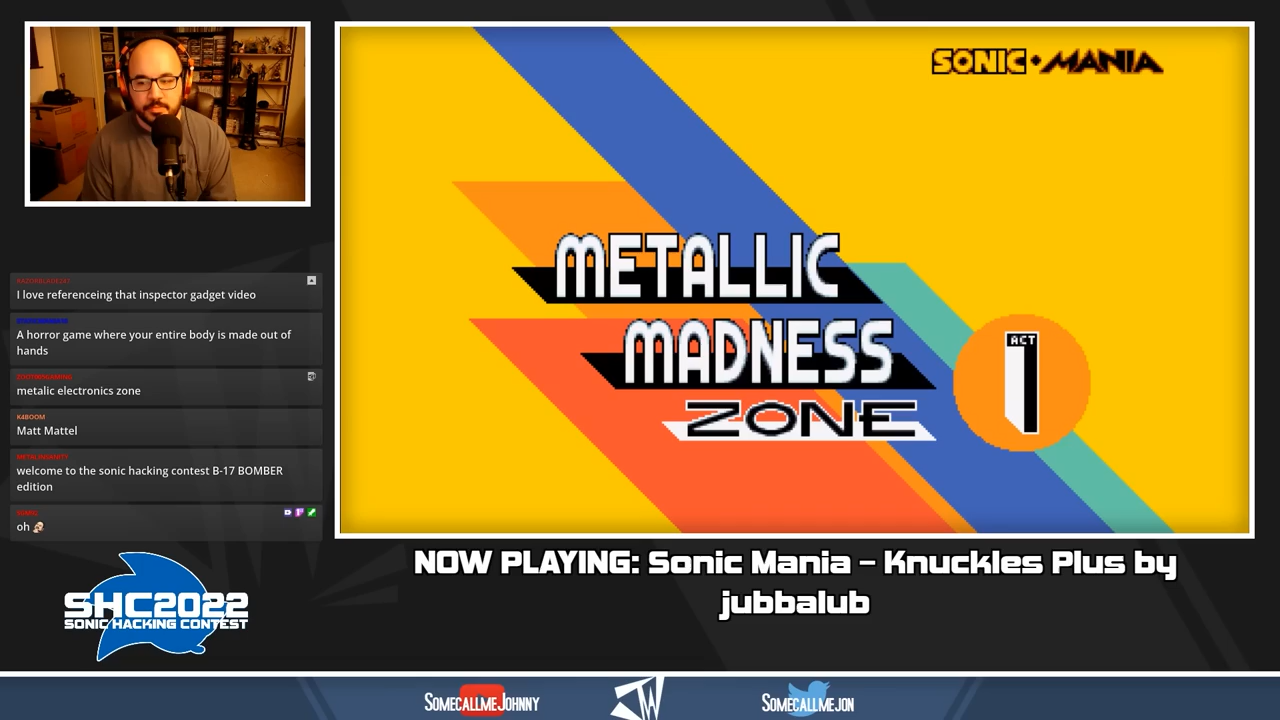 SONIC MANIA
METALLIC
MADNESS
ZONE
ACT
1
I love referenceing that inspector gadget video
A horror game where your entire body is made out of
hands
metalic electronics zone
K4BOOM
Matt Mattel
welcome to the sonic hacking contest B-17 BOMBER
edition
oh
NOW PLAYING: Sonic Mania - Knuckles Plus by
jubbalub
SHC2022
SONIC HACKING CONTEST
SOMECALLMEJOHNNY
SOMECALLMEJON